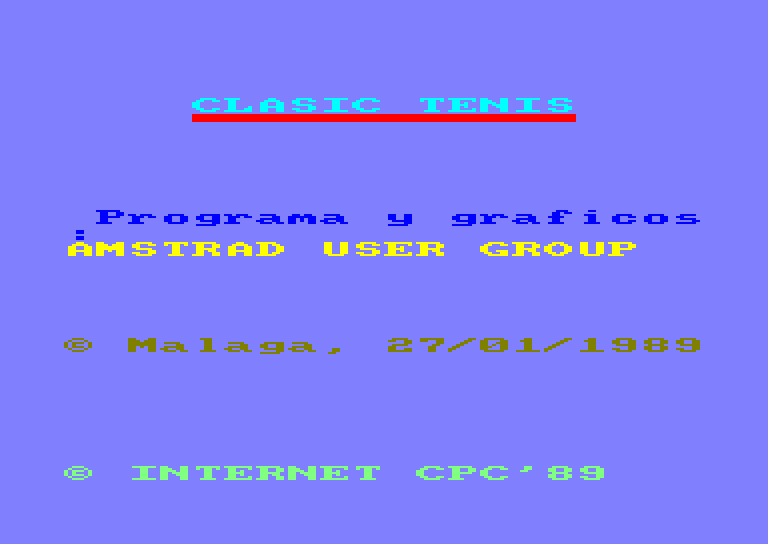 CLASIC TENIS
Programa y graficos
:
AMSTRAD USER GROUP
© Malaga, 27/01/1989
© INTERNET CPC'89